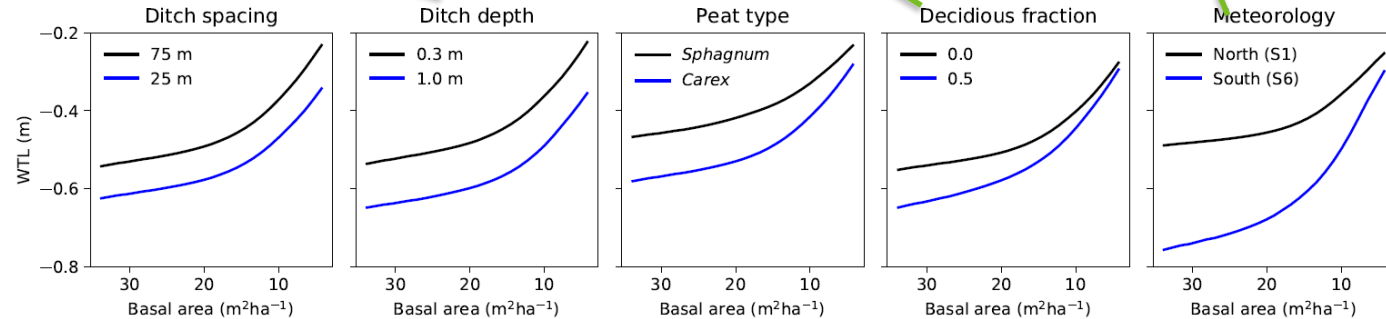 Ditch spacing
Ditch depth
Peat type
Decidious fraction
Meteorology
75 m
25 m
0.3 m
1.0 m
Sphagnum
Carex
0.0
0.5
North (S1)
South (S6)
WTL (m)
−0.2
−0.4
−0.6
−0.8
30 20 10
30 20 10
30 20 10
30 20 10
30 20 10
Basal area (m²ha⁻¹)
Basal area (m²ha⁻¹)
Basal area (m²ha⁻¹)
Basal area (m²ha⁻¹)
Basal area (m²ha⁻¹)